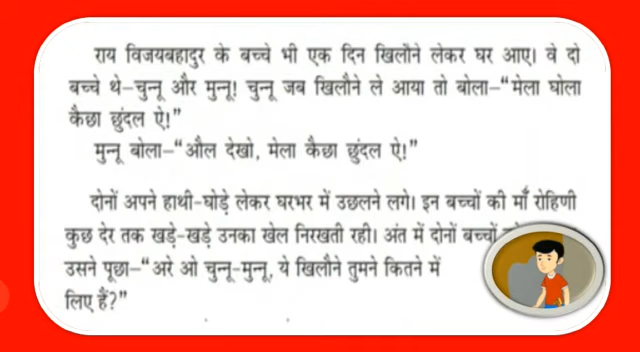 राय विजयबहादुर के बच्चे भी एक दिन खिलौने लेकर घर आए। वे दो
बच्चे थे–चुन्नू और मुन्नू! चुन्नू जब खिलौने ले आया तो बोला–“मेला घोला
कैछा छुंदल ऐ!”
मुन्नू बोला–“औल देखो, मेला कैछा छुंदल ऐ!”
दोनों अपने हाथी-घोड़े लेकर घरभर में उछलने लगे। इन बच्चों की माँ रोहिणी
कुछ देर तक खड़े-खड़े उनका खेल निरखती रही। अंत में दोनों बच्चों
उसने पूछा–“अरे ओ चुन्नू-मुन्नू, ये खिलौने तुमने कितने में
लिए हैं?”